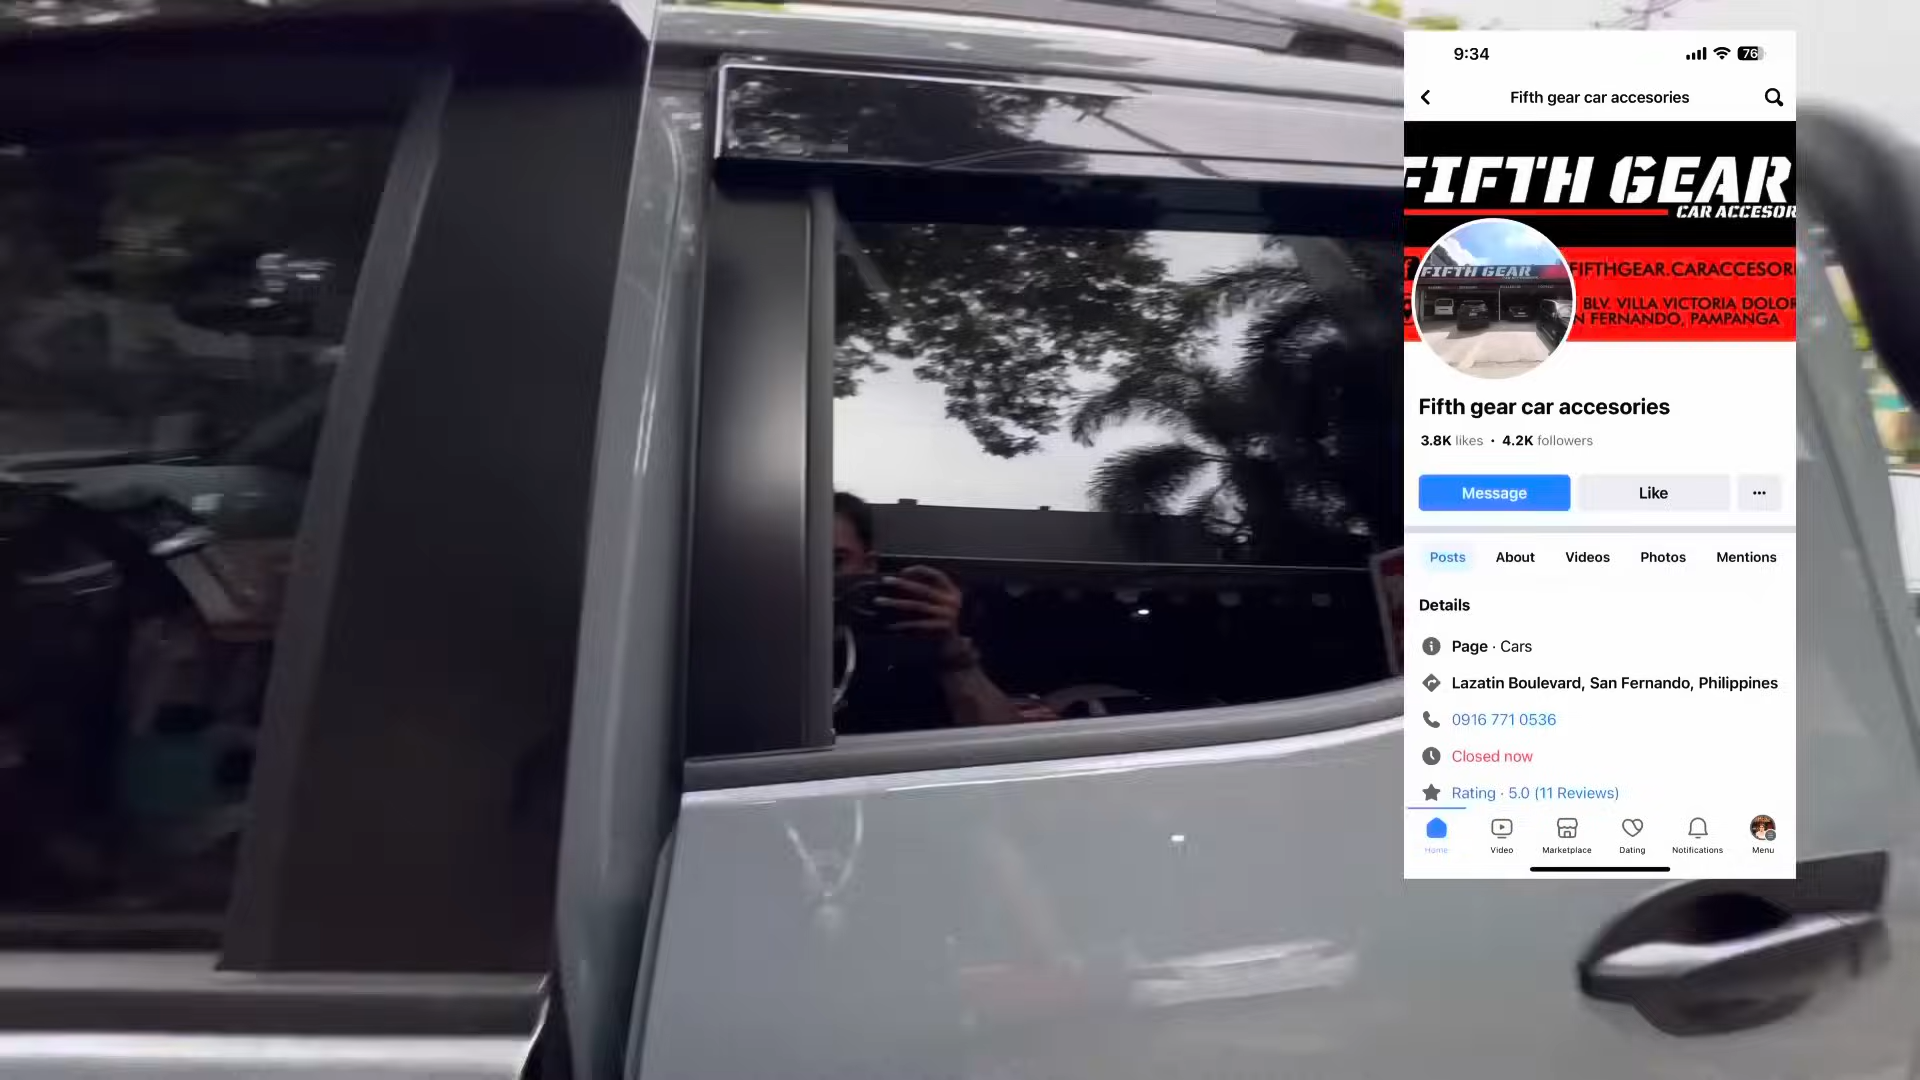 9:34
76
Fifth gear car accesories
FIFTH GEAR
CAR ACCESOR
FIFTHGEAR.CARACCESORI
BLV. VILLA VICTORIA DOLOR
N FERNANDO, PAMPANGA
FIFTH GEAR
Fifth gear car accesories
3.8K likes · 4.2K followers
Message
Like
Posts
About
Videos
Photos
Mentions
Details
Page · Cars
Lazatin Boulevard, San Fernando, Philippines
0916 771 0536
Closed now
Rating · 5.0 (11 Reviews)
Home
Video
Marketplace
Dating
Notifications
Menu